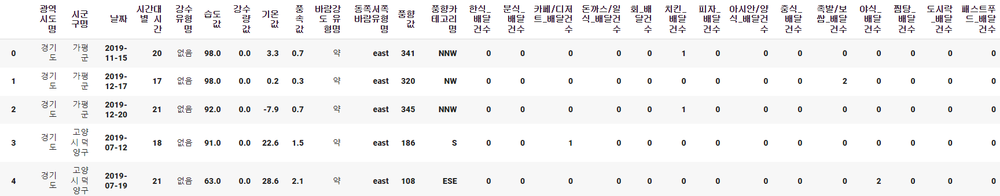 광역시도명 시군구명 날짜 시간대별 시간 강수유형명 습도값 강수량값 기온값 풍속값 바람강도유형명 동쪽서쪽바람유형명 풍향값 풍향카테고리명 한식_배달건수 분식_배달건수 카페/디저트_배달건수 돈까스/일식_배달건수 회_배달건수 치킨_배달건수 피자_배달건수 아시안/양식_배달건수 중식_배달건수 족발/보쌈_배달건수 야식_배달건수 찜탕_배달건수 도시락_배달건수 패스트푸드_배달건수
0 경기도 가평군 2019-11-15 20 없음 98.0 0.0 3.3 0.7 약 east 341 NNW 0 0 0 0 0 1 0 0 0 0 0 0 0 0
1 경기도 가평군 2019-12-17 17 없음 98.0 0.0 0.2 0.3 약 east 320 NW 0 0 0 0 0 0 0 0 0 2 0 0 0 0
2 경기도 가평군 2019-12-20 21 없음 92.0 0.0 -7.9 0.7 약 east 345 NNW 0 0 0 0 0 1 0 0 0 0 0 0 0 0
3 경기도 고양시 덕양구 2019-07-12 18 없음 91.0 0.0 22.6 1.5 약 east 186 S 0 0 1 0 0 0 0 0 0 0 0 0 0 0
4 경기도 고양시 덕양구 2019-07-19 21 없음 63.0 0.0 28.6 2.1 약 east 108 ESE 0 0 0 0 0 0 0 0 0 0 2 0 0 0